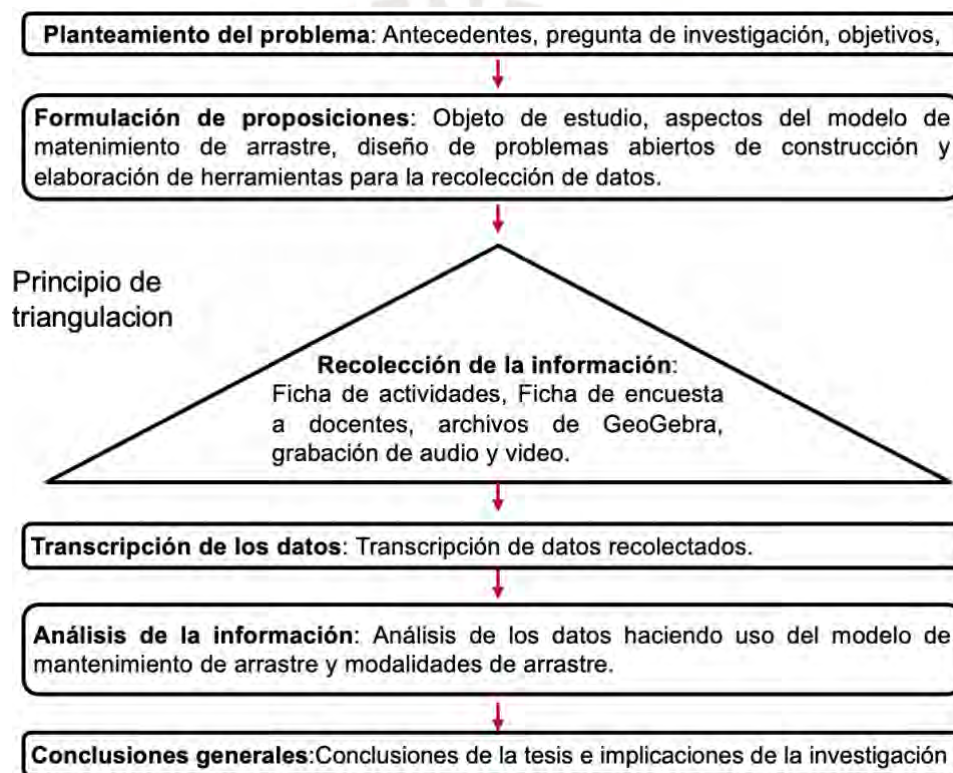 Planteamiento del problema: Antecedentes, pregunta de investigación, objetivos,
Formulación de proposiciones: Objeto de estudio, aspectos del modelo de
matenimiento de arrastre, diseño de problemas abiertos de construcción y
elaboración de herramientas para la recolección de datos.
Principio de
triangulacion
Recolección de la información:
Ficha de actividades, Ficha de encuesta
a docentes, archivos de GeoGebra,
grabación de audio y video.
Transcripción de los datos: Transcripción de datos recolectados.
Análisis de la información: Análisis de los datos haciendo uso del modelo de
mantenimiento de arrastre y modalidades de arrastre.
Conclusiones generales:Conclusiones de la tesis e implicaciones de la investigación